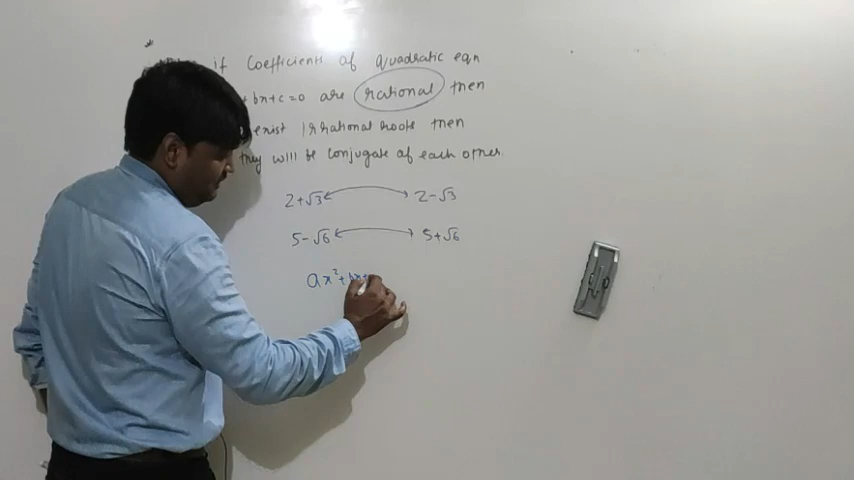 *
if Coefficients of quadratic eqn
+bx+c=0 are rational then
exist irrational roots then
they will be conjugate of each other.
2+√3 2-√3
5-√6 5+√6
ax²+bx+